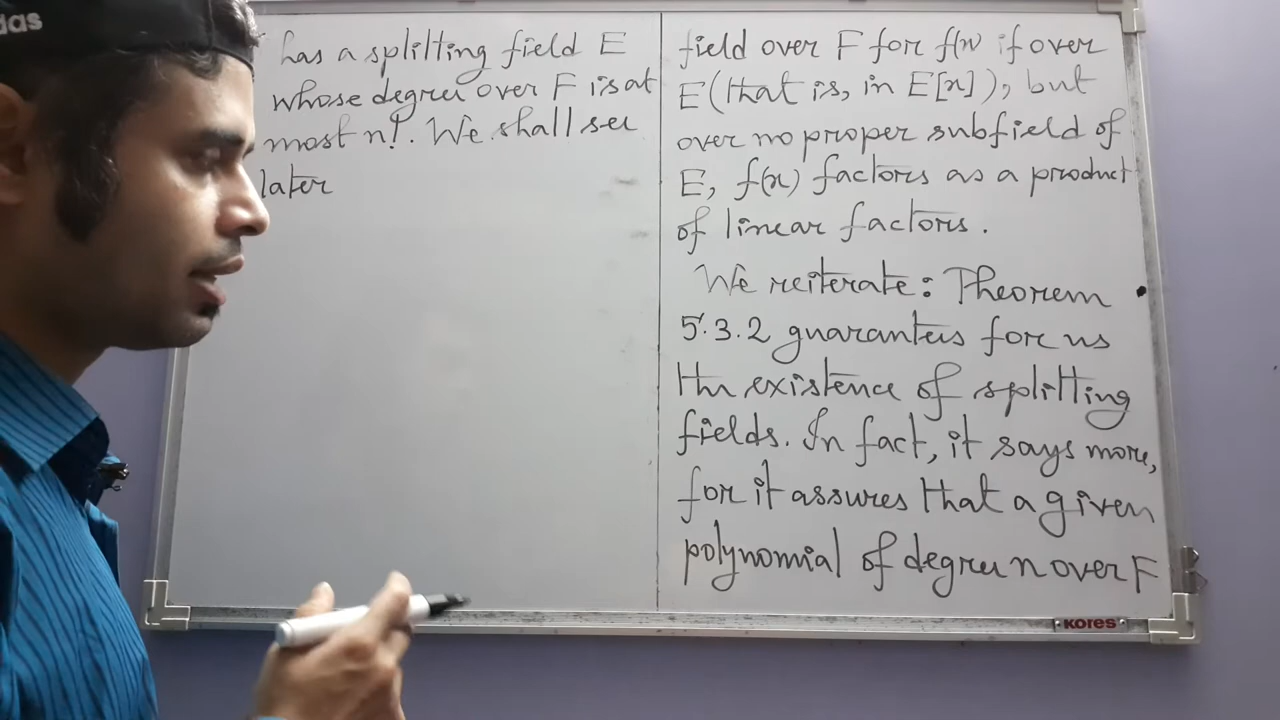 adas
has a splitting field E
whose degree over F is at
most n!. We shall see
later
field over F for f(x) if over
E (that is, in E[x]), but
over no proper subfield of
E, f(x) factors as a product
of linear factors.
We reiterate: Theorem
5.3.2 guarantees for us
the existence of splitting
fields. In fact, it says more,
for it assures that a given
polynomial of degree n over F
KORES